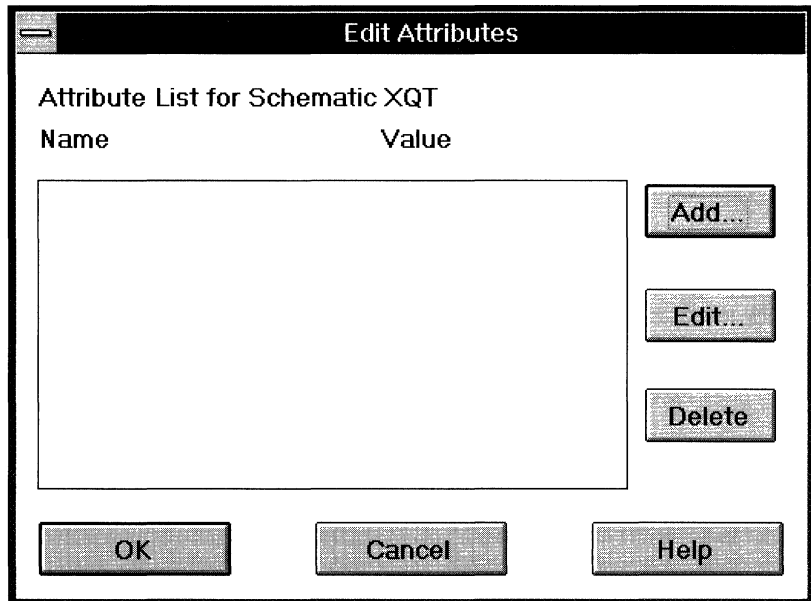 Edit Attributes
Attribute List for Schematic XQT
Name Value
Add...
Edit...
Delete
OK Cancel Help